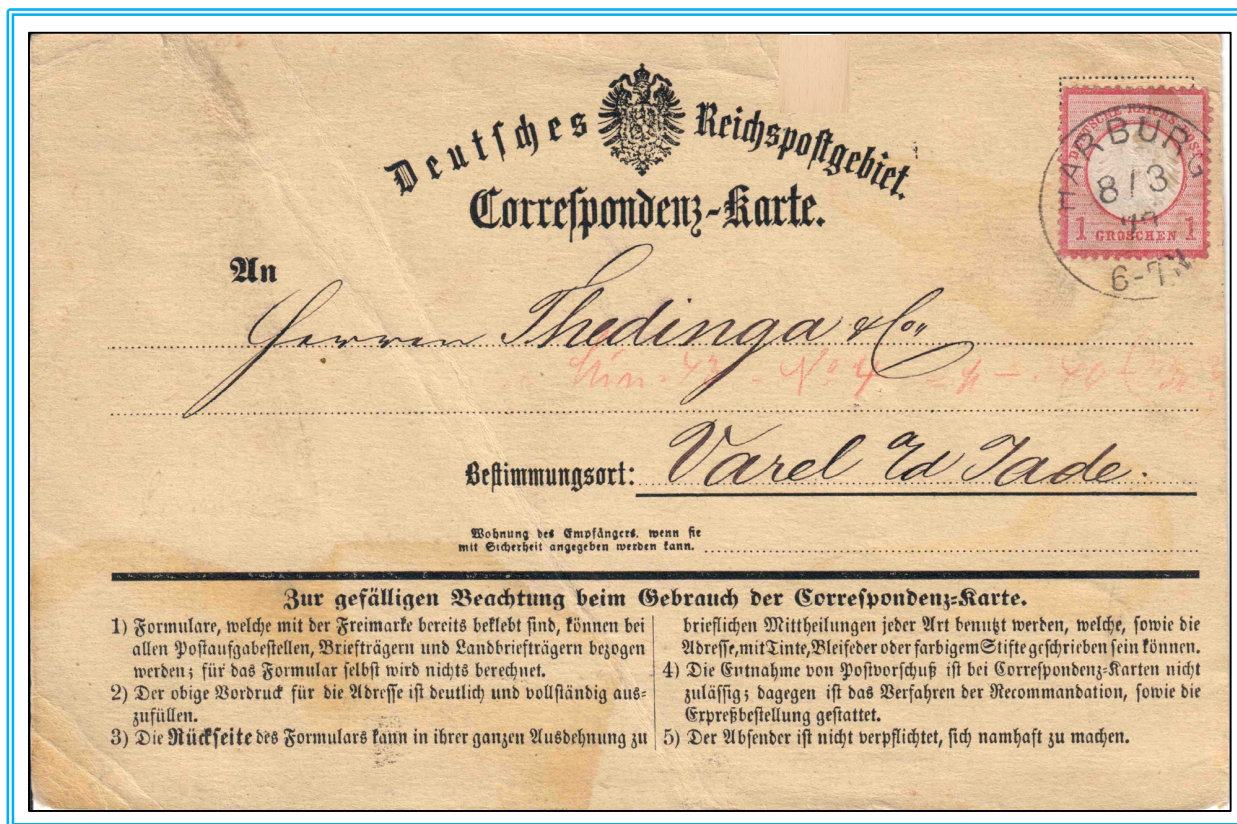 Deutsches Reichspostgebiet.
Correspondenz-Karte.
HARBURG
8 / 3
6-7 N
DEUTSCHE REICHS-POST
1 GROSCHEN 1
An
Herren Thedinga & Co
Bestimmungsort: Varel a/d Jade.
Wohnung des Empfängers, wenn sie
mit Sicherheit angegeben werden kann.
Zur gefälligen Beachtung beim Gebrauch der Correspondenz-Karte.
1) Formulare, welche mit der Freimarke bereits beklebt sind, können bei
allen Postaufgabestellen, Briefträgern und Landbriefträgern bezogen
werden; für das Formular selbst wird nichts berechnet.
2) Der obige Vordruck für die Adresse ist deutlich und vollständig aus-
zufüllen.
3) Die Rückseite des Formulars kann in ihrer ganzen Ausdehnung zu
brieflichen Mittheilungen jeder Art benutzt werden, welche, sowie die
Adresse, mit Tinte, Bleifeder oder farbigem Stifte geschrieben sein können.
4) Die Entnahme von Postvorschuß ist bei Correspondenz-Karten nicht
zulässig; dagegen ist das Verfahren der Recommandation, sowie die
Expreßbestellung gestattet.
5) Der Absender ist nicht verpflichtet, sich namhaft zu machen.